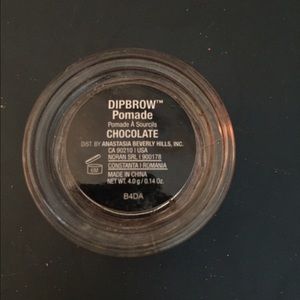 DIPBROW™
Pomade
Pomade À Sourcils
CHOCOLATE
DIST. BY ANASTASIA BEVERLY HILLS, INC.
CA 90210 | USA
NORAN SRL | 900178
CONSTANTA | ROMANIA
MADE IN CHINA
NET WT. 4.0 g / 0.14 Oz.
B4DA